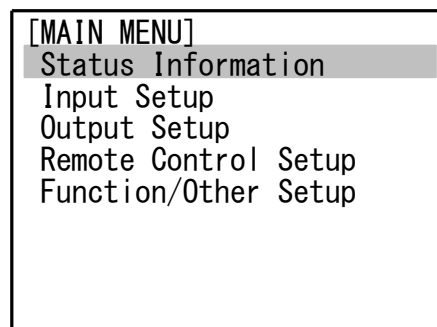 [MAIN MENU]
Status Information
Input Setup
Output Setup
Remote Control Setup
Function/Other Setup